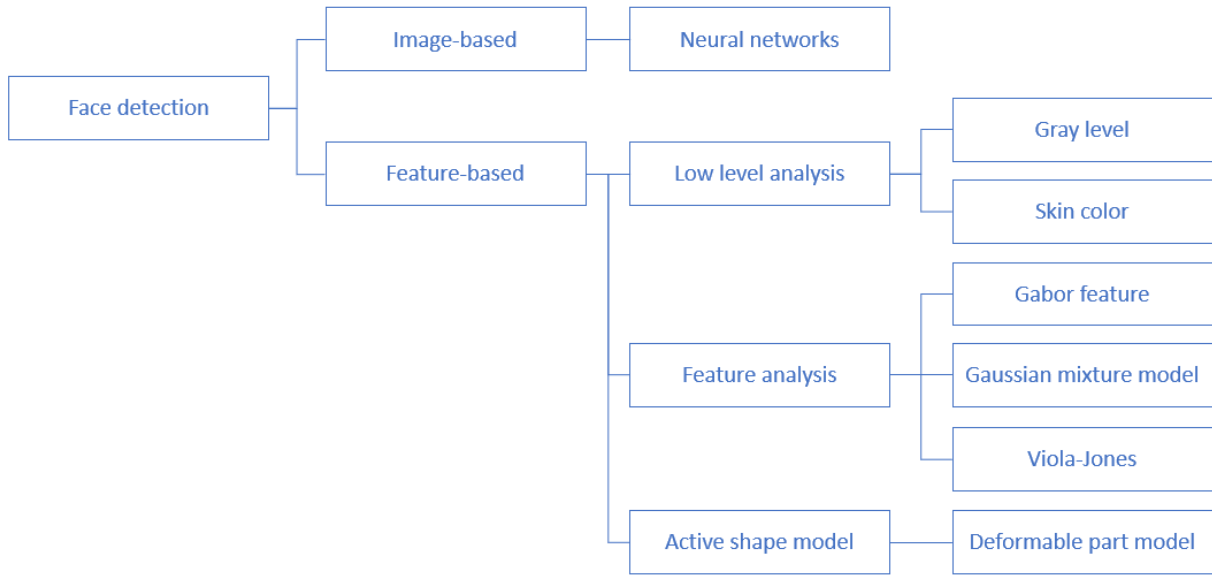 Image-based
Neural networks
Face detection
Gray level
Feature-based
Low level analysis
Skin color
Gabor feature
Feature analysis
Gaussian mixture model
Viola-Jones
Active shape model
Deformable part model